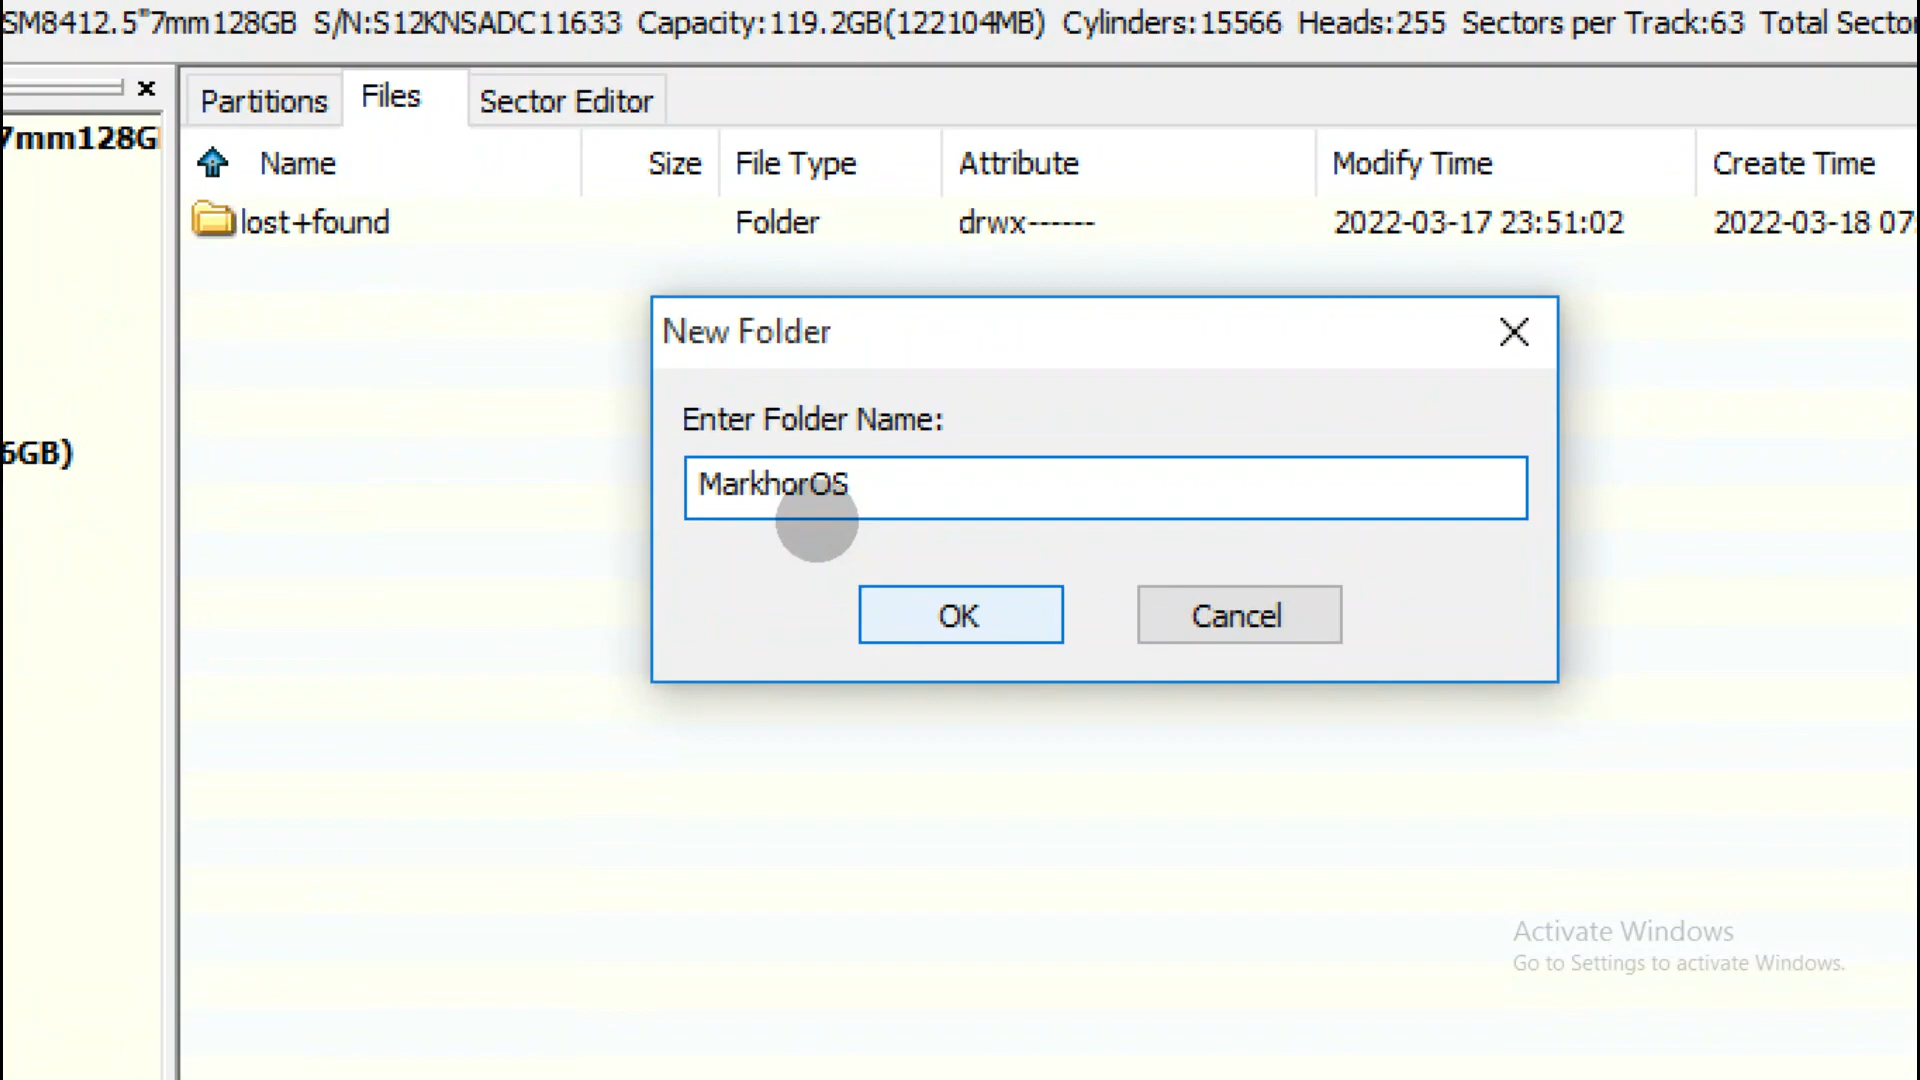 SM8412.5"7mm128GB S/N:S12KNSADC11633 Capacity:119.2GB(122104MB) Cylinders:15566 Heads:255 Sectors per Track:63 Total Secto
Partitions Files Sector Editor
7mm128G
Name Size File Type Attribute Modify Time Create Time
lost+found Folder drwx------ 2022-03-17 23:51:02 2022-03-18 07
New Folder
Enter Folder Name:
6GB)
MarkhorOS
OK Cancel
Activate Windows
Go to Settings to activate Windows.